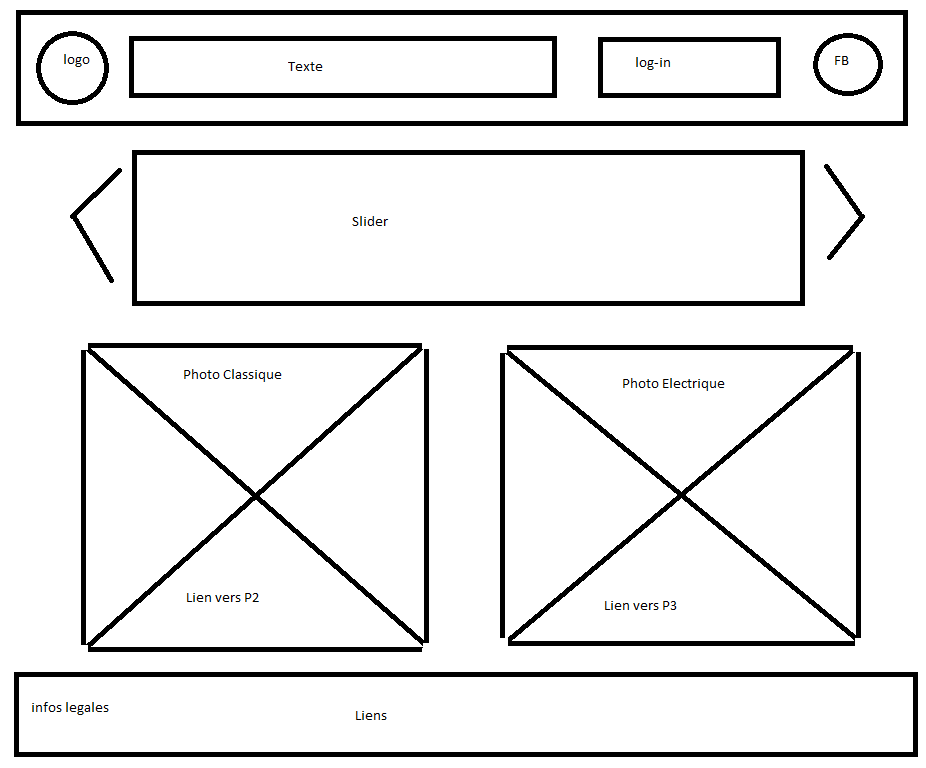 logo
Texte
log-in
FB
Slider
Photo Classique
Photo Electrique
Lien vers P2
Lien vers P3
infos legales
Liens